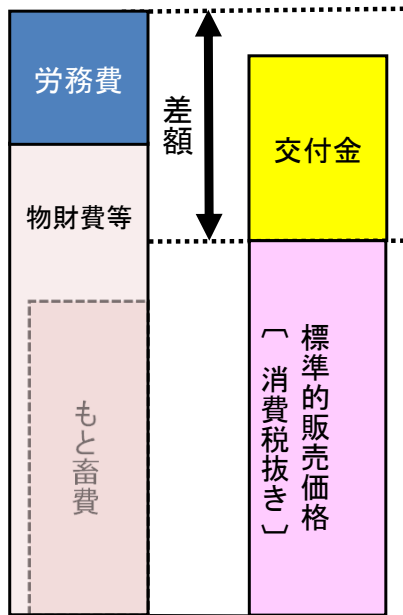 労務費
物財費等
もと畜費
差額
交付金
標準的販売価格
〔消費税抜き〕